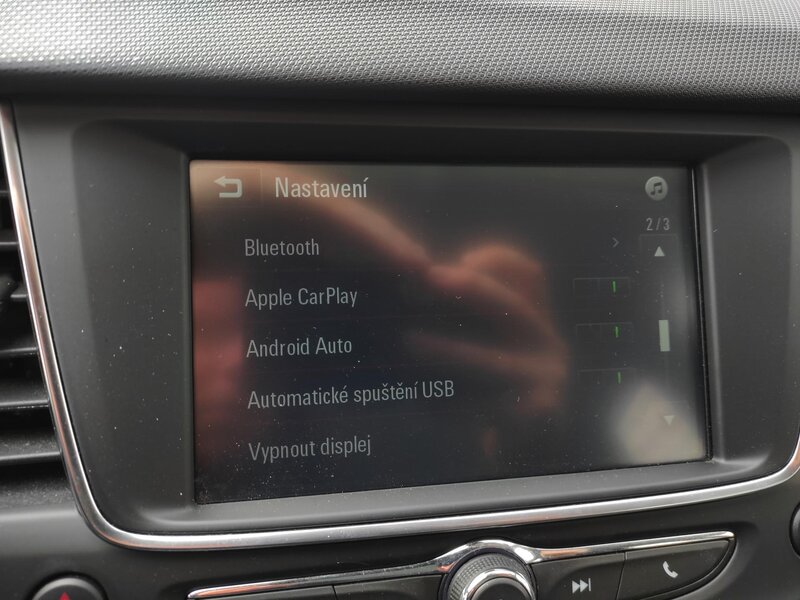 Nastavení
2/3
Bluetooth
Apple CarPlay
Android Auto
Automatické spuštění USB
Vypnout displej